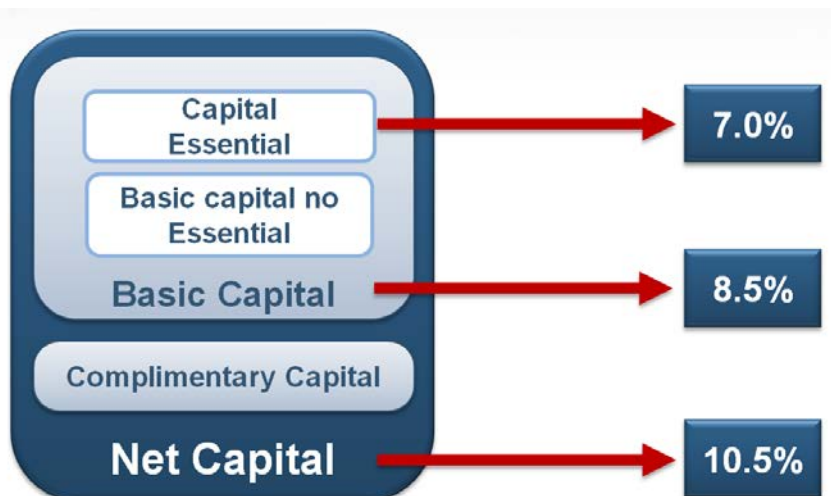 Capital
Essential
7.0%
Basic capital no
Essential
Basic Capital
8.5%
Complimentary Capital
Net Capital
10.5%